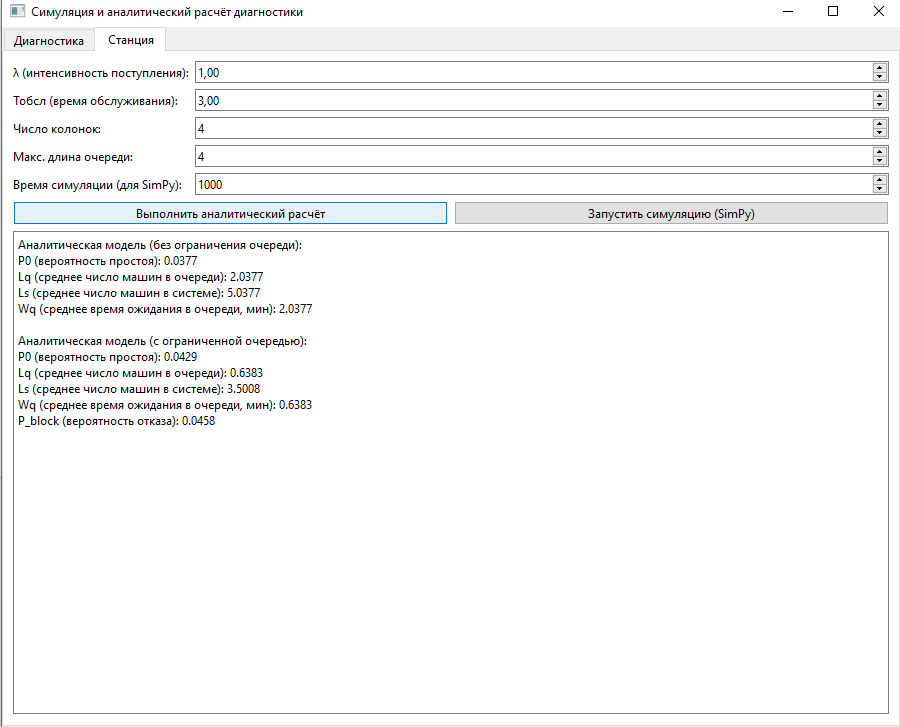 Симуляция и аналитический расчёт диагностики
Диагностика Станция
λ (интенсивность поступления): 1,00
Tобсл (время обслуживания): 3,00
Число колонок: 4
Макс. длина очереди: 4
Время симуляции (для SimPy): 1000
Выполнить аналитический расчёт Запустить симуляцию (SimPy)
Аналитическая модель (без ограничения очереди):
P0 (вероятность простоя): 0.0377
Lq (среднее число машин в очереди): 2.0377
Ls (среднее число машин в системе): 5.0377
Wq (среднее время ожидания в очереди, мин): 2.0377
Аналитическая модель (с ограниченной очередью):
P0 (вероятность простоя): 0.0429
Lq (среднее число машин в очереди): 0.6383
Ls (среднее число машин в системе): 3.5008
Wq (среднее время ожидания в очереди, мин): 0.6383
P_block (вероятность отказа): 0.0458